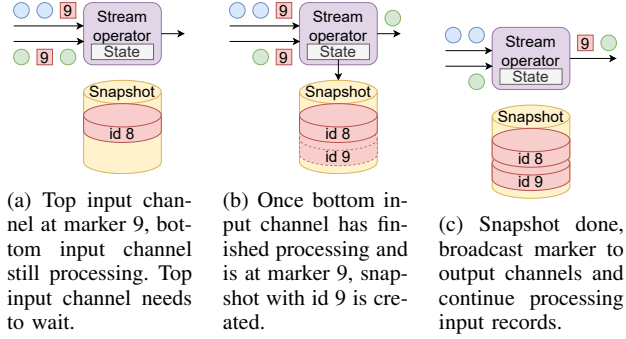 9
Stream
operator
State
9
Snapshot
id 8
(a) Top input chan-
nel at marker 9, bot-
tom input channel
still processing. Top
input channel needs
to wait.
9
Stream
operator
State
9
Snapshot
id 8
id 9
(b) Once bottom in-
put channel has fin-
ished processing and
is at marker 9, snap-
shot with id 9 is cre-
ated.
Stream
operator
State
9
Snapshot
id 8
id 9
(c) Snapshot done,
broadcast marker to
output channels and
continue processing
input records.